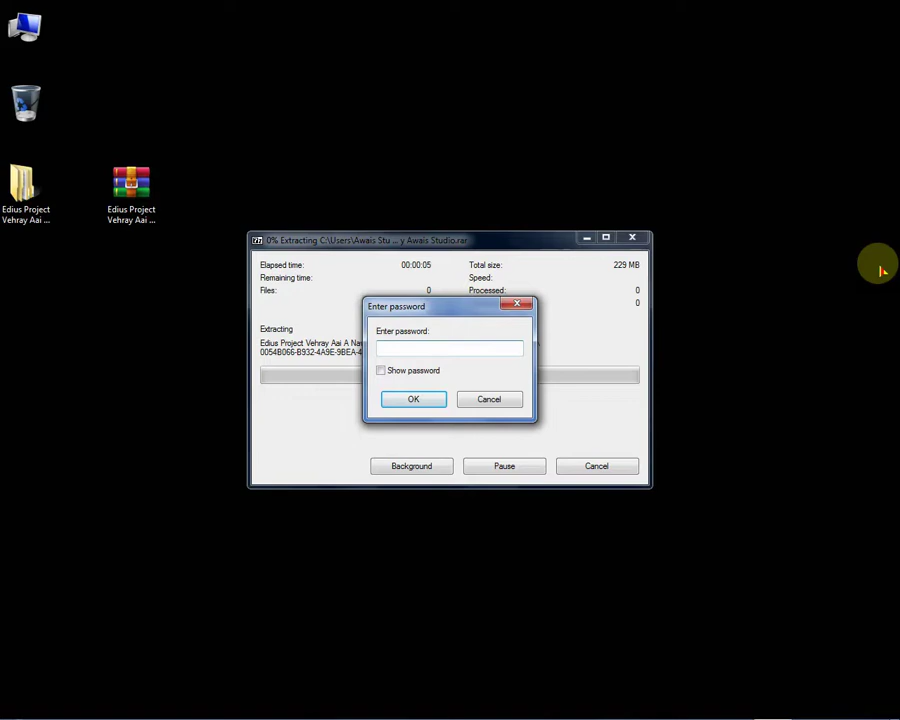 Edius Project
Vehray Aai ...
Edius Project
Vehray Aai ...
0% Extracting C:\Users\Awais Stu ... y Awais Studio.rar
Elapsed time: 00:00:05 Total size: 229 MB
Remaining time: Speed:
Files: 0 Processed: 0
0
Enter password
Enter password:
Extracting
Edius Project Vehray Aai A
0054B066-B932-4A9E-9BEA-4
Show password
OK Cancel
Background Pause Cancel